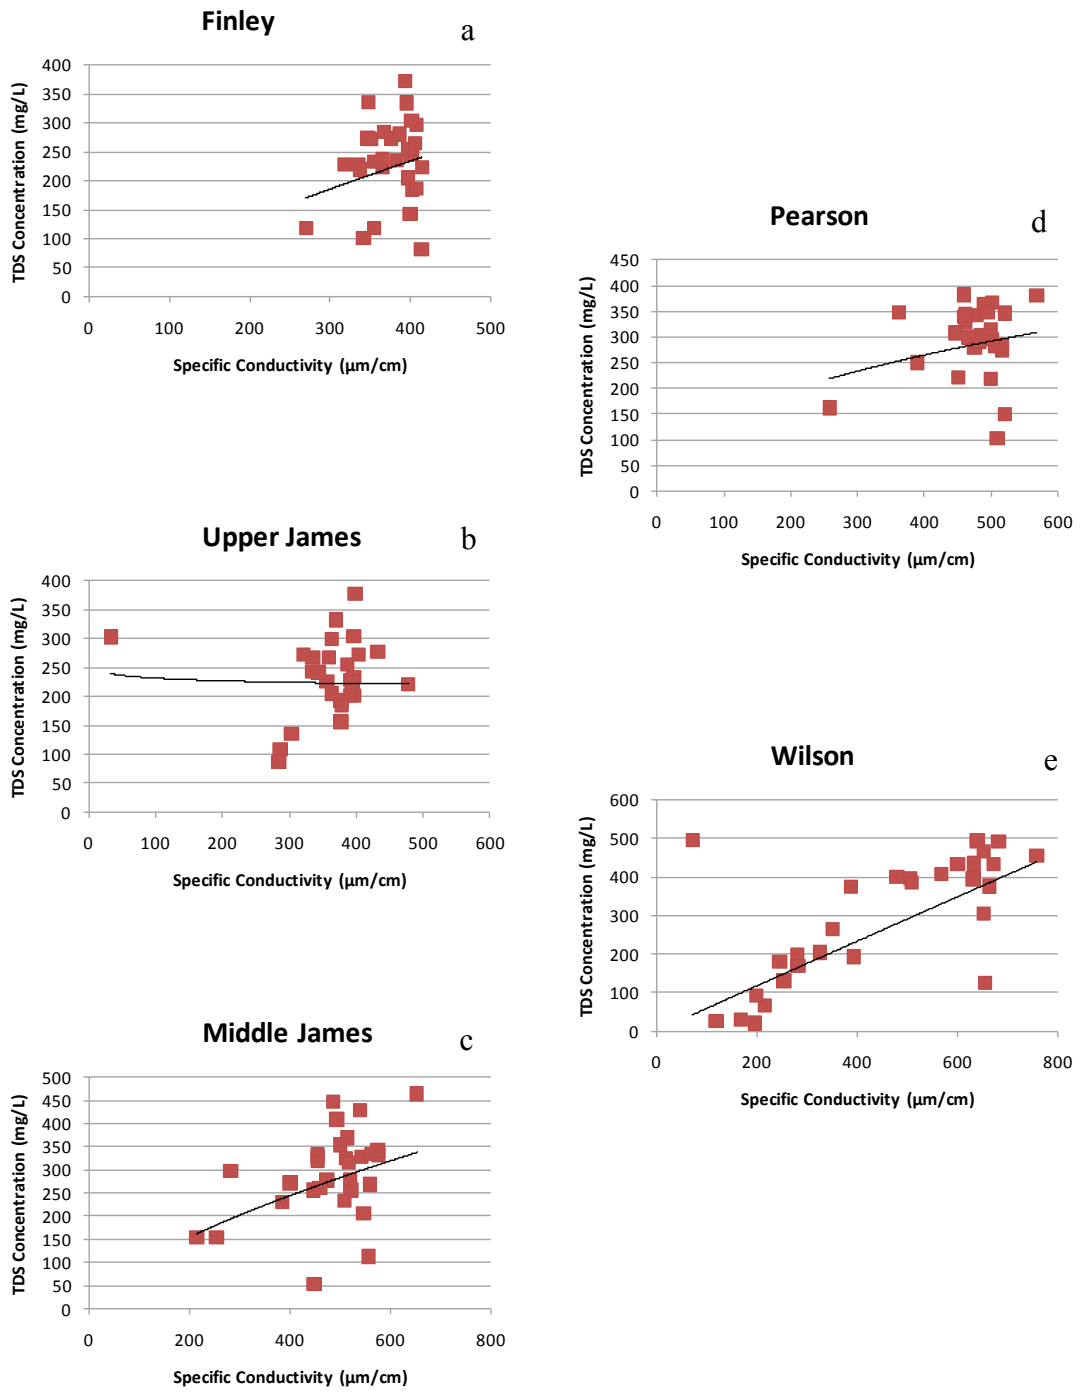 Finley
a
TDS Concentration (mg/L)
400
350
300
250
200
150
100
50
0
0 100 200 300 400 500
Specific Conductivity (µm/cm)
Upper James
b
TDS Concentration (mg/L)
400
350
300
250
200
150
100
50
0
0 100 200 300 400 500 600
Specific Conductivity (µm/cm)
Middle James
c
TDS Concentration (mg/L)
500
450
400
350
300
250
200
150
100
50
0
0 200 400 600 800
Specific Conductivity (µm/cm)
Pearson
d
TDS Concentration (mg/L)
450
400
350
300
250
200
150
100
50
0
0 100 200 300 400 500 600
Specific Conductivity (µm/cm)
Wilson
e
TDS Concentration (mg/L)
600
500
400
300
200
100
0
0 200 400 600 800
Specific Conductivity (µm/cm)